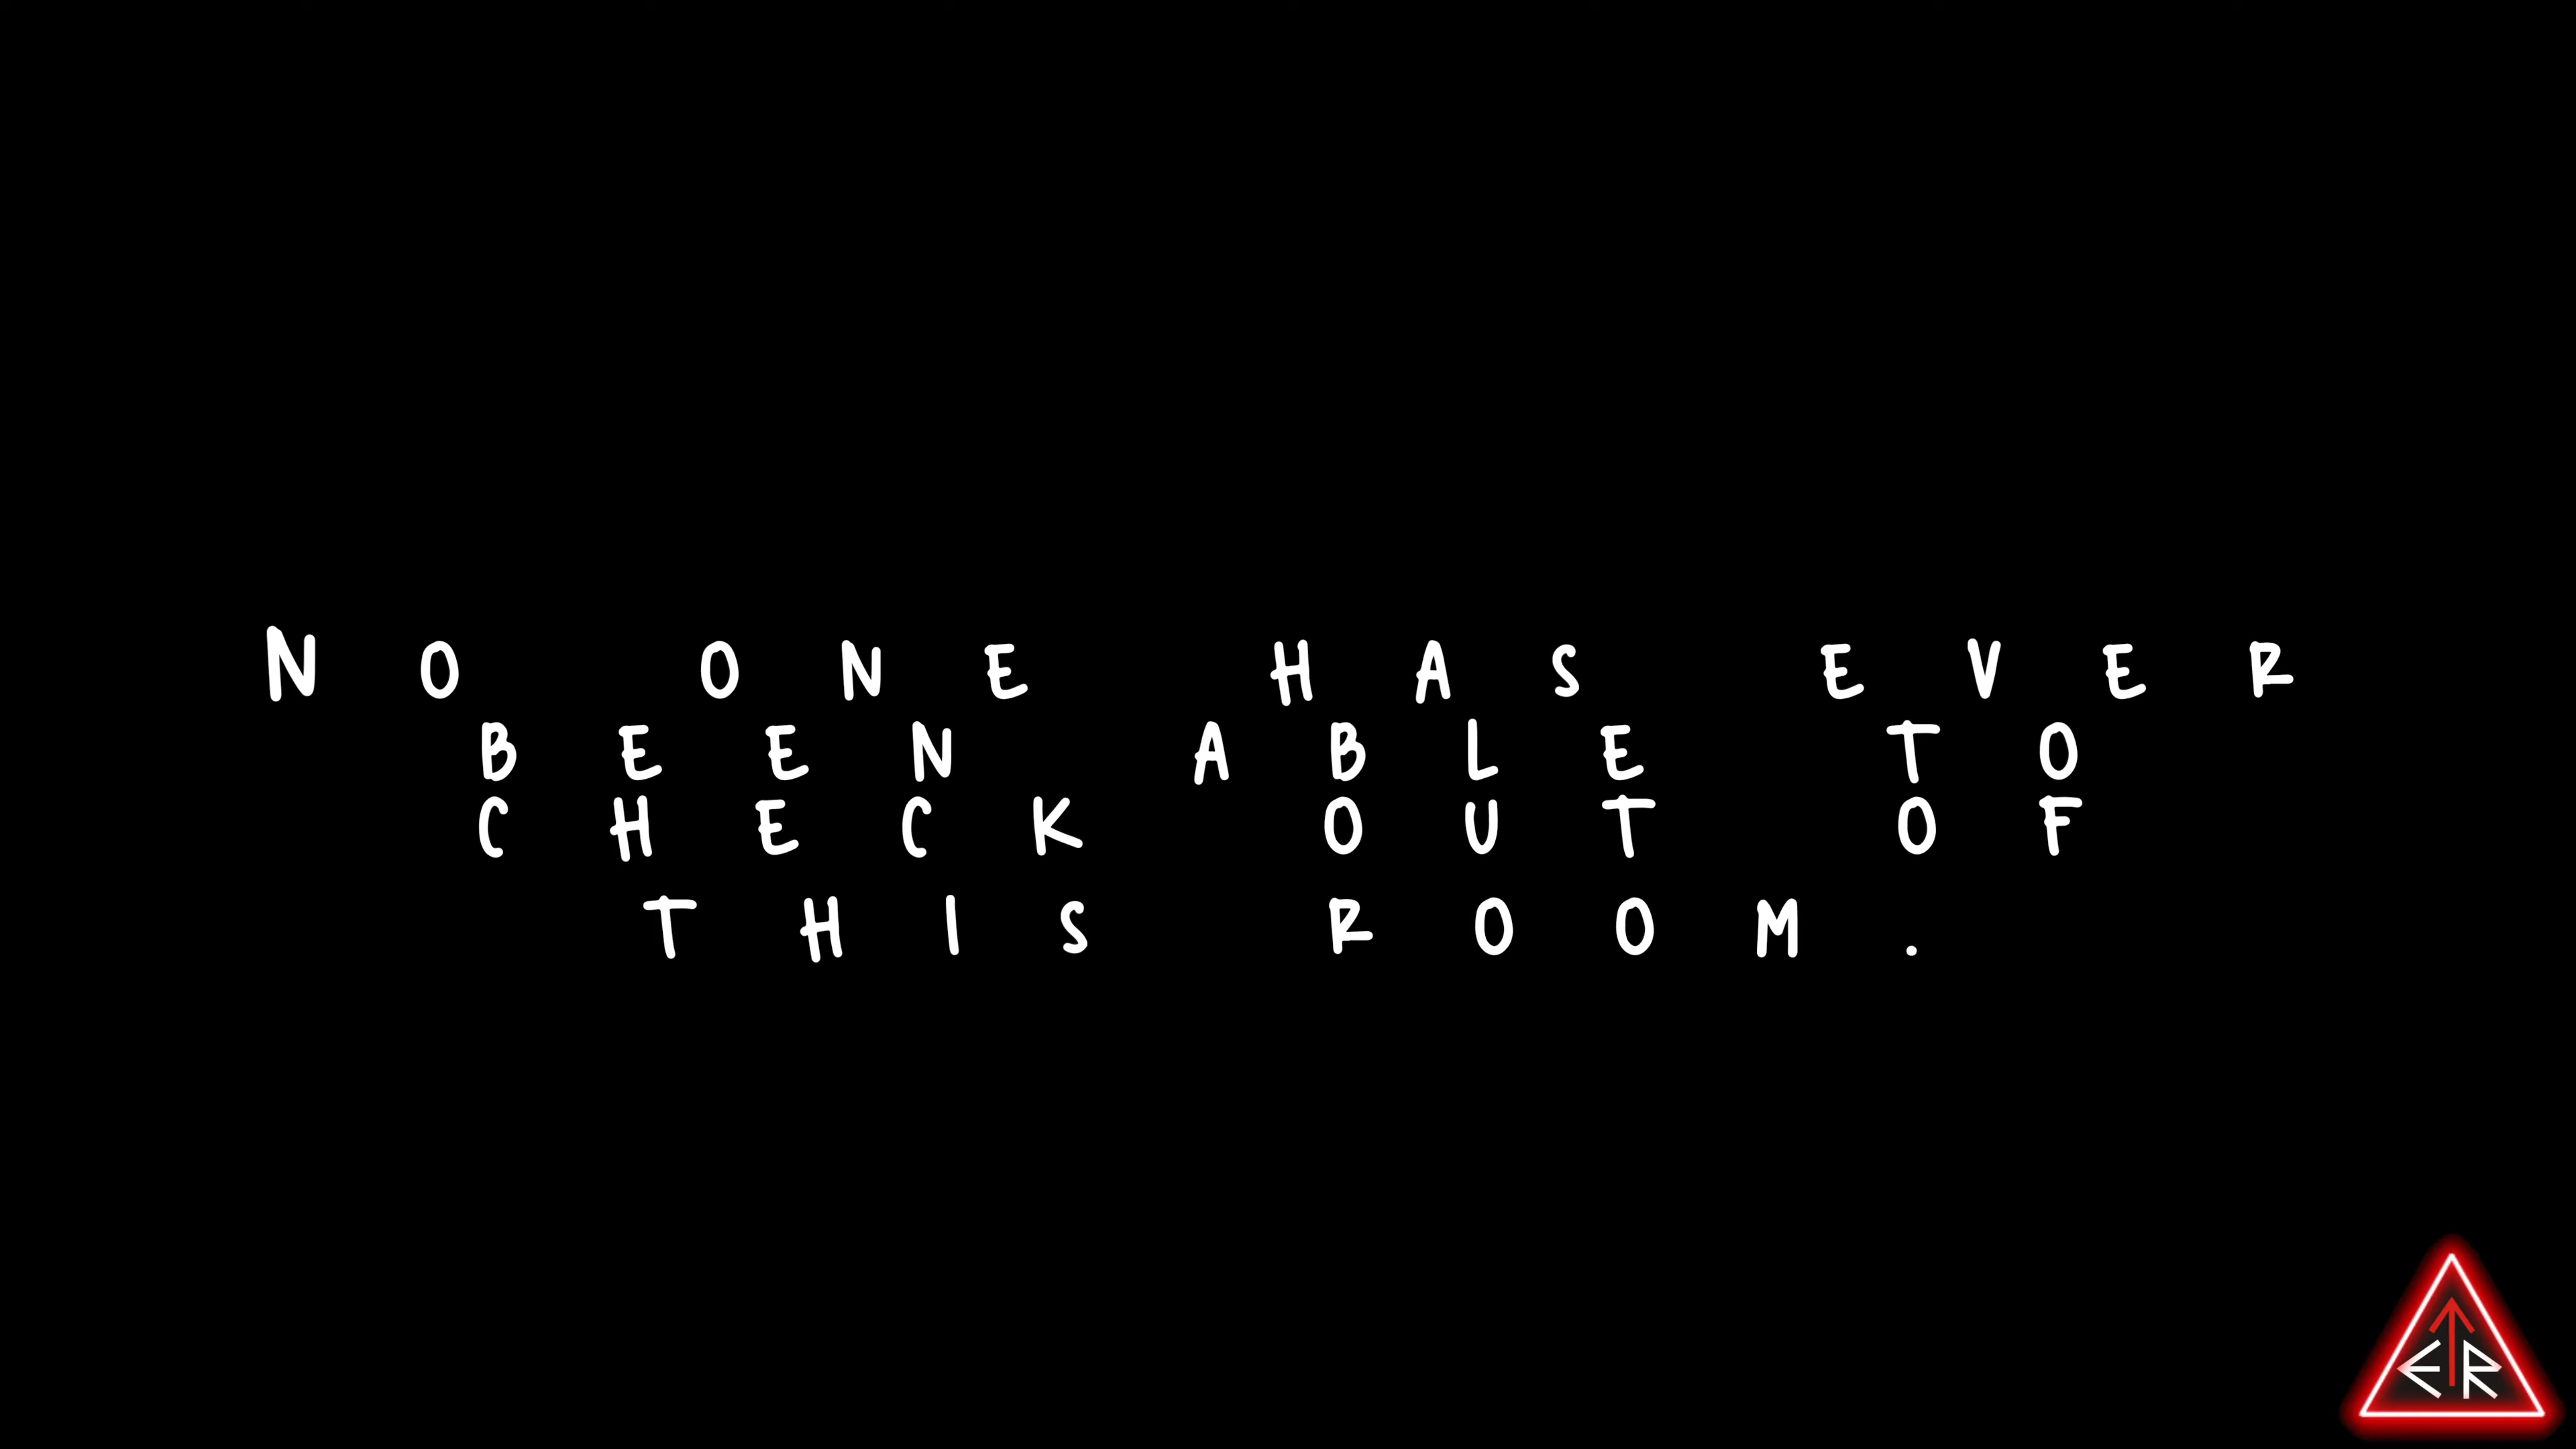 NO ONE HAS EVER
BEEN ABLE TO
CHECK OUT OF
THIS ROOM.
E↑R